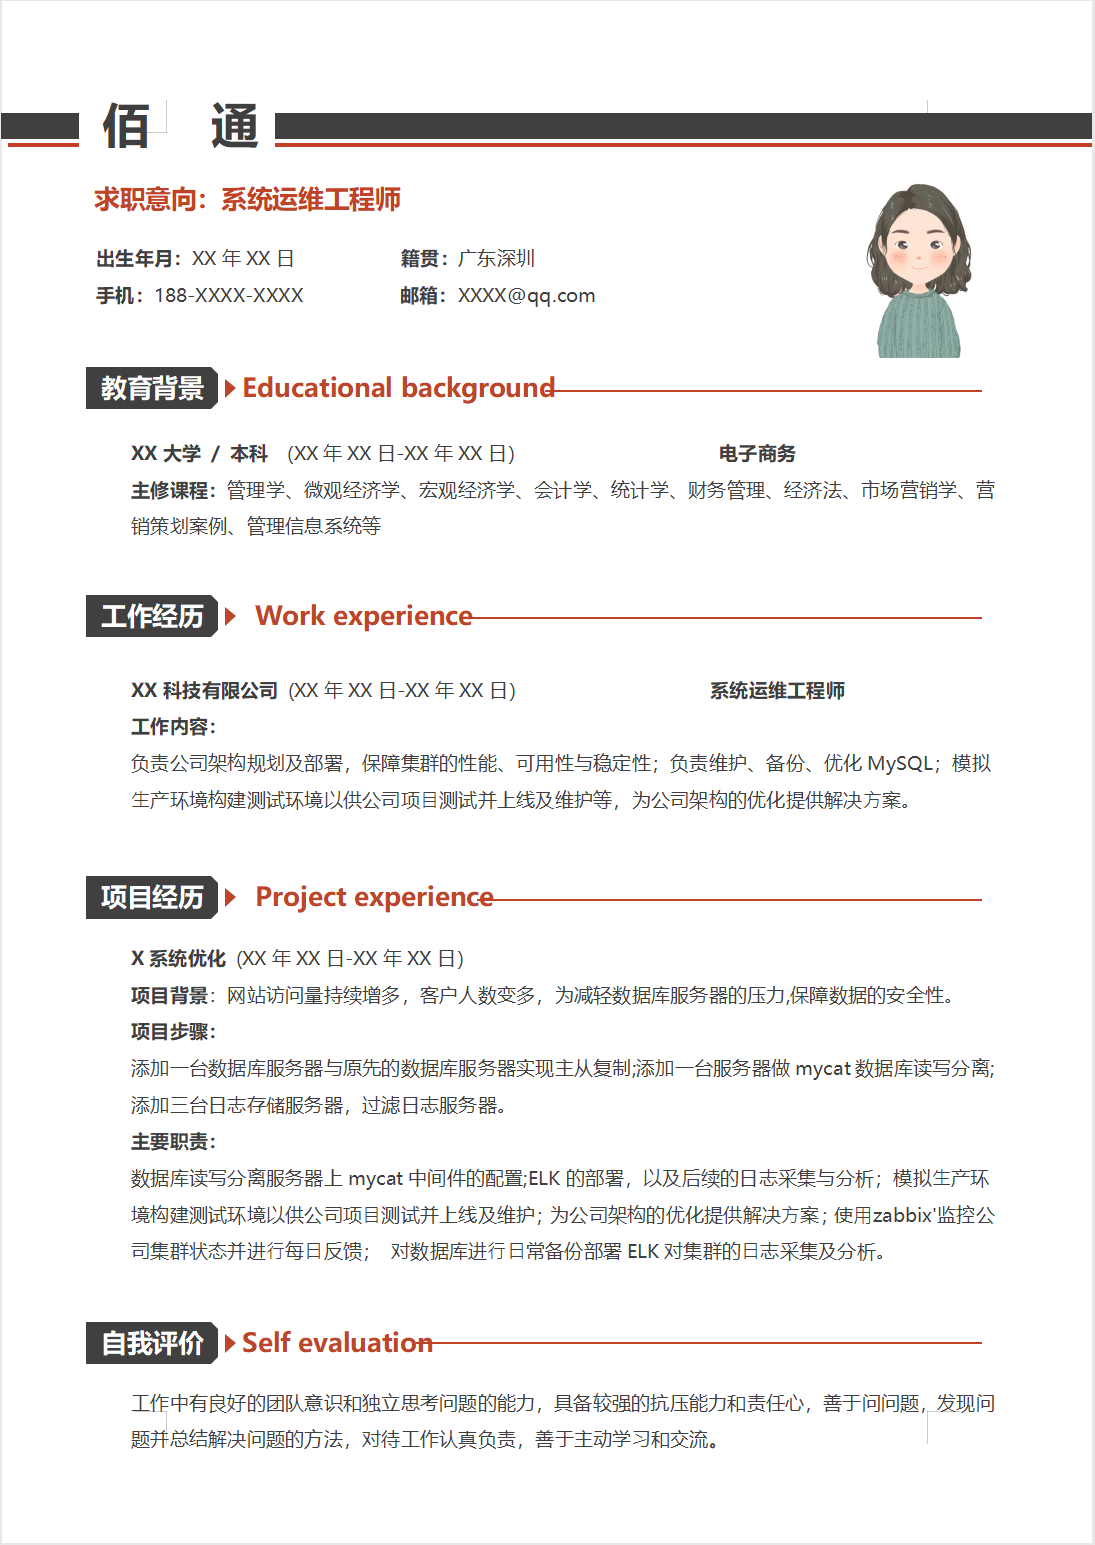 佰 通
求职意向：系统运维工程师
出生年月：XX 年 XX 日 籍贯：广东深圳
手机：188-XXXX-XXXX 邮箱：XXXX@qq.com
教育背景 Educational background
XX 大学 / 本科 (XX 年 XX 日-XX 年 XX 日) 电子商务
主修课程：管理学、微观经济学、宏观经济学、会计学、统计学、财务管理、经济法、市场营销学、营
销策划案例、管理信息系统等
工作经历 Work experience
XX 科技有限公司 (XX 年 XX 日-XX 年 XX 日) 系统运维工程师
工作内容：
负责公司架构规划及部署，保障集群的性能、可用性与稳定性；负责维护、备份、优化 MySQL；模拟
生产环境构建测试环境以供公司项目测试并上线及维护等，为公司架构的优化提供解决方案。
项目经历 Project experience
X 系统优化 (XX 年 XX 日-XX 年 XX 日)
项目背景：网站访问量持续增多，客户人数变多，为减轻数据库服务器的压力,保障数据的安全性。
项目步骤：
添加一台数据库服务器与原先的数据库服务器实现主从复制;添加一台服务器做 mycat 数据库读写分离;
添加三台日志存储服务器，过滤日志服务器。
主要职责：
数据库读写分离服务器上 mycat 中间件的配置;ELK 的部署，以及后续的日志采集与分析；模拟生产环
境构建测试环境以供公司项目测试并上线及维护；为公司架构的优化提供解决方案；使用zabbix'监控公
司集群状态并进行每日反馈； 对数据库进行日常备份部署 ELK 对集群的日志采集及分析。
自我评价 Self evaluation
工作中有良好的团队意识和独立思考问题的能力，具备较强的抗压能力和责任心，善于问问题，发现问
题并总结解决问题的方法，对待工作认真负责，善于主动学习和交流。